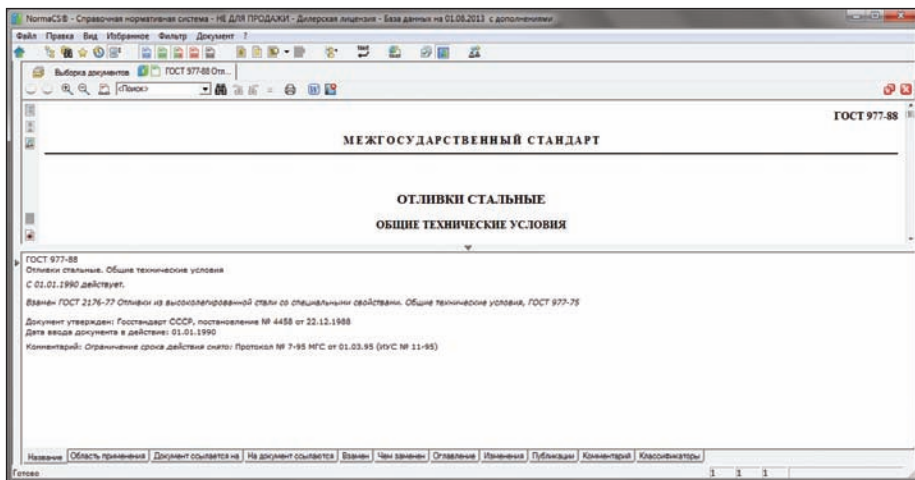 NormaCS® - Справочная нормативная система - НЕ ДЛЯ ПРОДАЖИ - Дилерская лицензия - База данных на 01.08.2013 с дополнениями
Файл Правка Вид Избранное Фильтр Документ ?
Выборка документов ГОСТ 977-88 Отл...
<Поиск>
ГОСТ 977-88
МЕЖГОСУДАРСТВЕННЫЙ СТАНДАРТ
ОТЛИВКИ СТАЛЬНЫЕ
ОБЩИЕ ТЕХНИЧЕСКИЕ УСЛОВИЯ
ГОСТ 977-88
Отливки стальные. Общие технические условия
С 01.01.1990 действует.
Взамен ГОСТ 2176-77 Отливки из высоколегированной стали со специальными свойствами. Общие технические условия, ГОСТ 977-75
Документ утвержден: Госстандарт СССР, постановление № 4458 от 22.12.1988
Дата ввода документа в действие: 01.01.1990
Комментарий: Ограничение срока действия снято: Протокол № 7-95 МГС от 01.03.95 (ИУС № 11-95)
Название Область применения Документ ссылается на На документ ссылаются Взамен Чем заменен Оглавление Изменения Публикации Комментарий Классификаторы
Готово 1 1 1